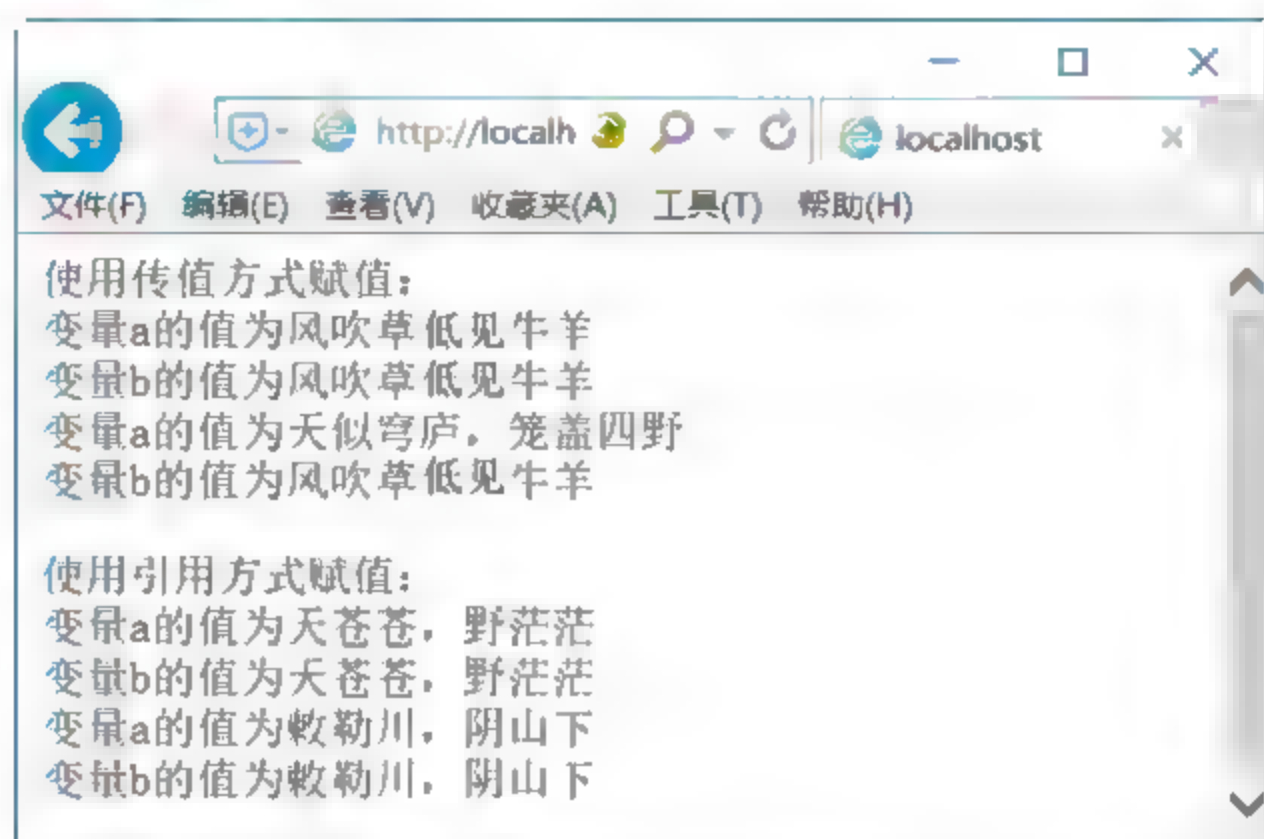 http://localh
localhost
文件(F) 编辑(E) 查看(V) 收藏夹(A) 工具(T) 帮助(H)
使用传值方式赋值：
变量a的值为风吹草低见牛羊
变量b的值为风吹草低见牛羊
变量a的值为天似穹庐，笼盖四野
变量b的值为风吹草低见牛羊
使用引用方式赋值：
变量a的值为天苍苍，野茫茫
变量b的值为天苍苍，野茫茫
变量a的值为敕勒川，阴山下
变量b的值为敕勒川，阴山下